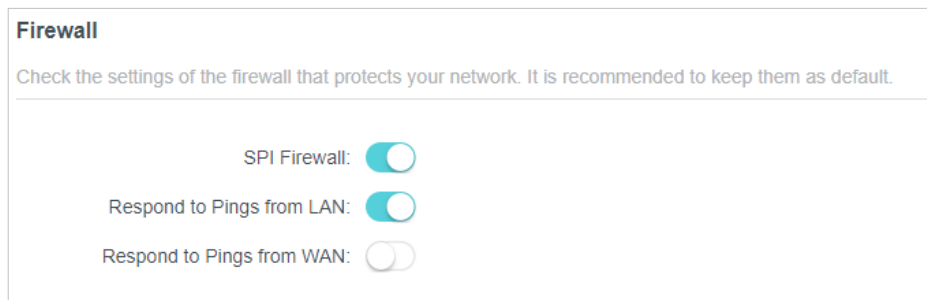 Firewall
Check the settings of the firewall that protects your network. It is recommended to keep them as default.
SPI Firewall:
Respond to Pings from LAN:
Respond to Pings from WAN: